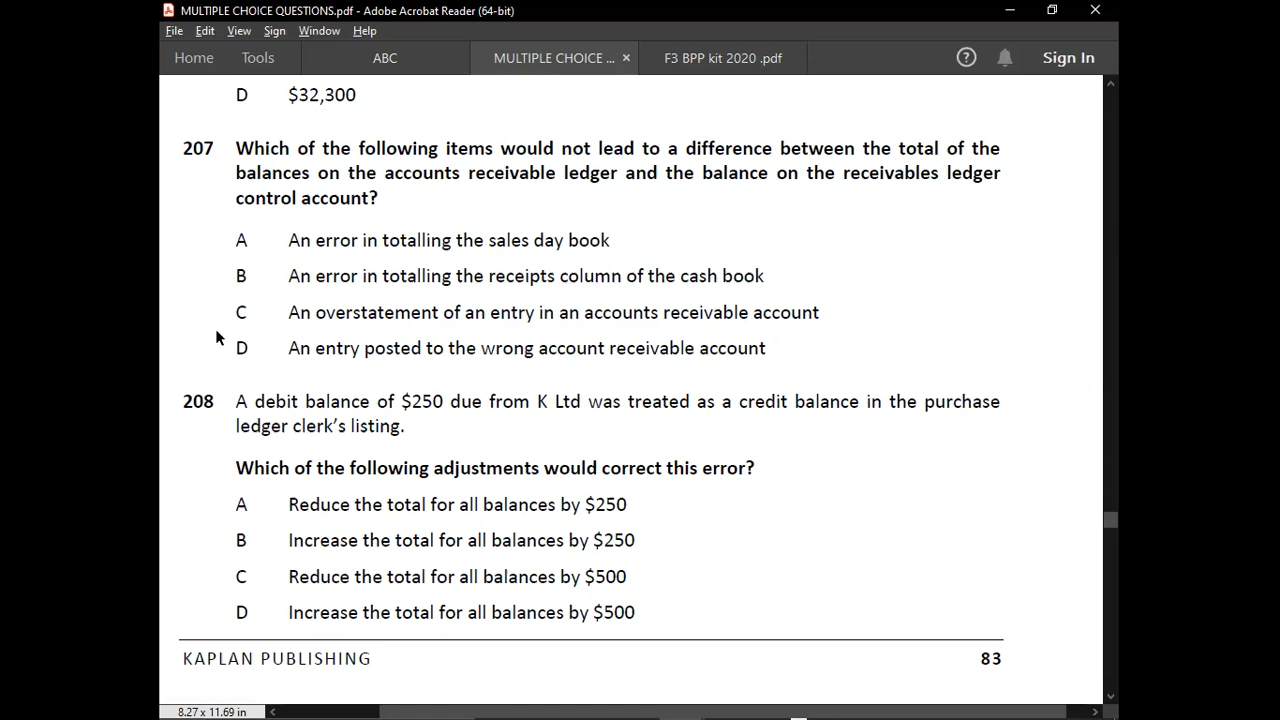 MULTIPLE CHOICE QUESTIONS.pdf - Adobe Acrobat Reader (64-bit)
File Edit View Sign Window Help
Home Tools ABC MULTIPLE CHOICE ... × F3 BPP kit 2020 .pdf ? Sign In
D $32,300
207 Which of the following items would not lead to a difference between the total of the
balances on the accounts receivable ledger and the balance on the receivables ledger
control account?
A An error in totalling the sales day book
B An error in totalling the receipts column of the cash book
C An overstatement of an entry in an accounts receivable account
D An entry posted to the wrong account receivable account
208 A debit balance of $250 due from K Ltd was treated as a credit balance in the purchase
ledger clerk's listing.
Which of the following adjustments would correct this error?
A Reduce the total for all balances by $250
B Increase the total for all balances by $250
C Reduce the total for all balances by $500
D Increase the total for all balances by $500
KAPLAN PUBLISHING 83
8.27 x 11.69 in